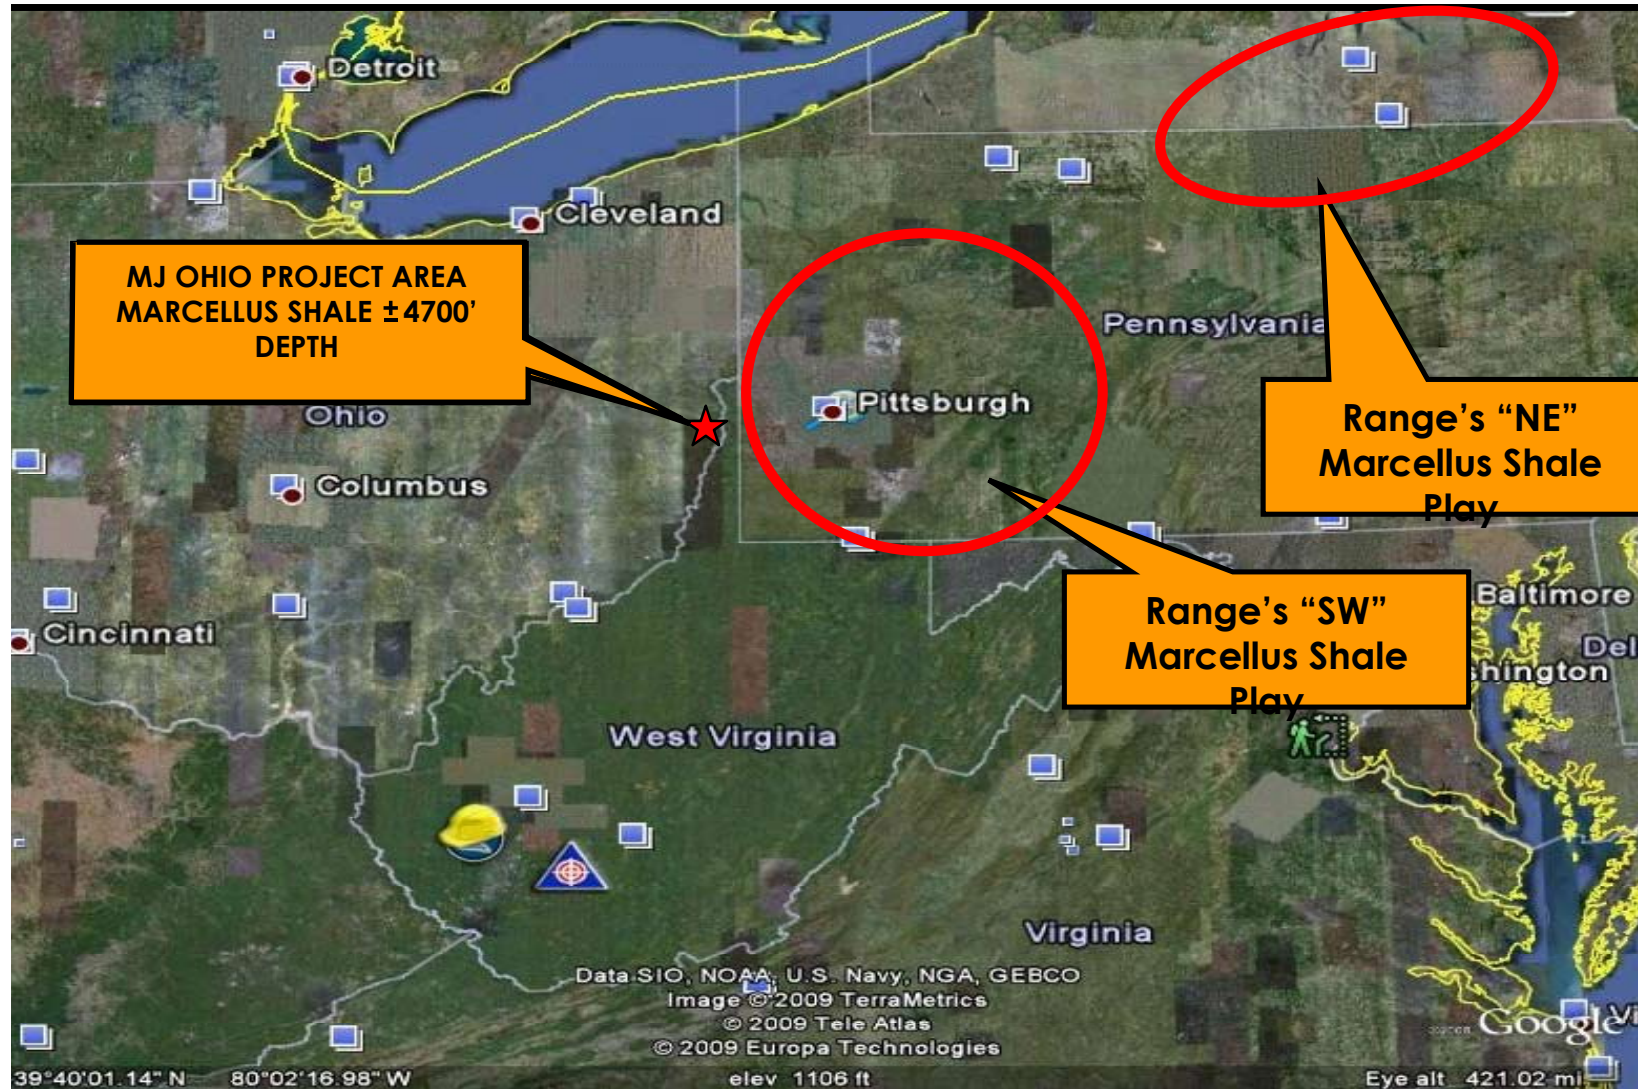 Detroit
Cleveland
MJ OHIO PROJECT AREA
MARCELLUS SHALE ±4700’
DEPTH
Pennsylvania
Ohio
Pittsburgh
Range’s “NE”
Marcellus Shale
Play
Columbus
Range’s “SW”
Marcellus Shale
Play
Baltimore
Cincinnati
Del
shington
West Virginia
Virginia
Data SIO, NOAA, U.S. Navy, NGA, GEBCO
Image © 2009 TerraMetrics
© 2009 Tele Atlas
© 2009 Europa Technologies
Google
Vi
39°40'01.14" N 80°02'16.98" W elev 1106 ft Eye alt 421.02 mi